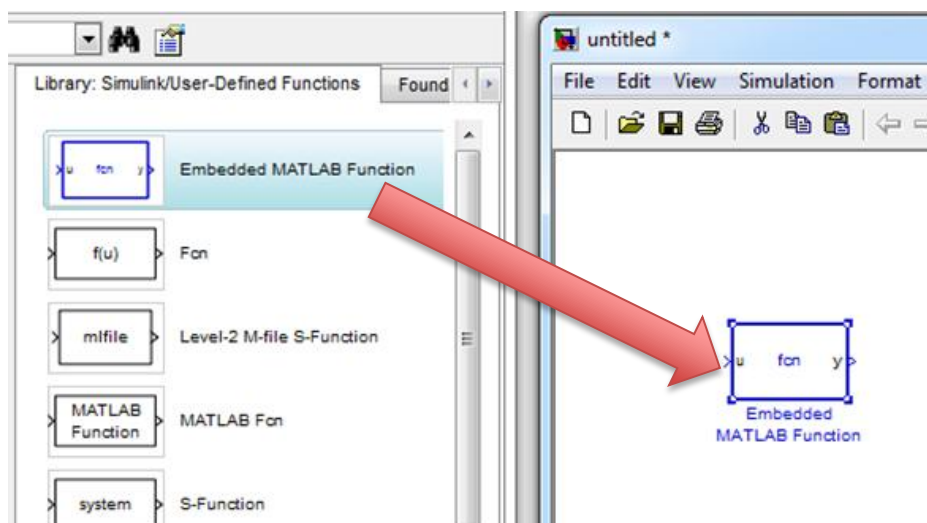 untitled *
Library: Simulink/User-Defined Functions Found
File Edit View Simulation Format
u fcn y Embedded MATLAB Function
f(u) Fcn
mlfile Level-2 M-file S-Function
u fcn y
MATLAB
Function
MATLAB Fcn
Embedded
MATLAB Function
system S-Function